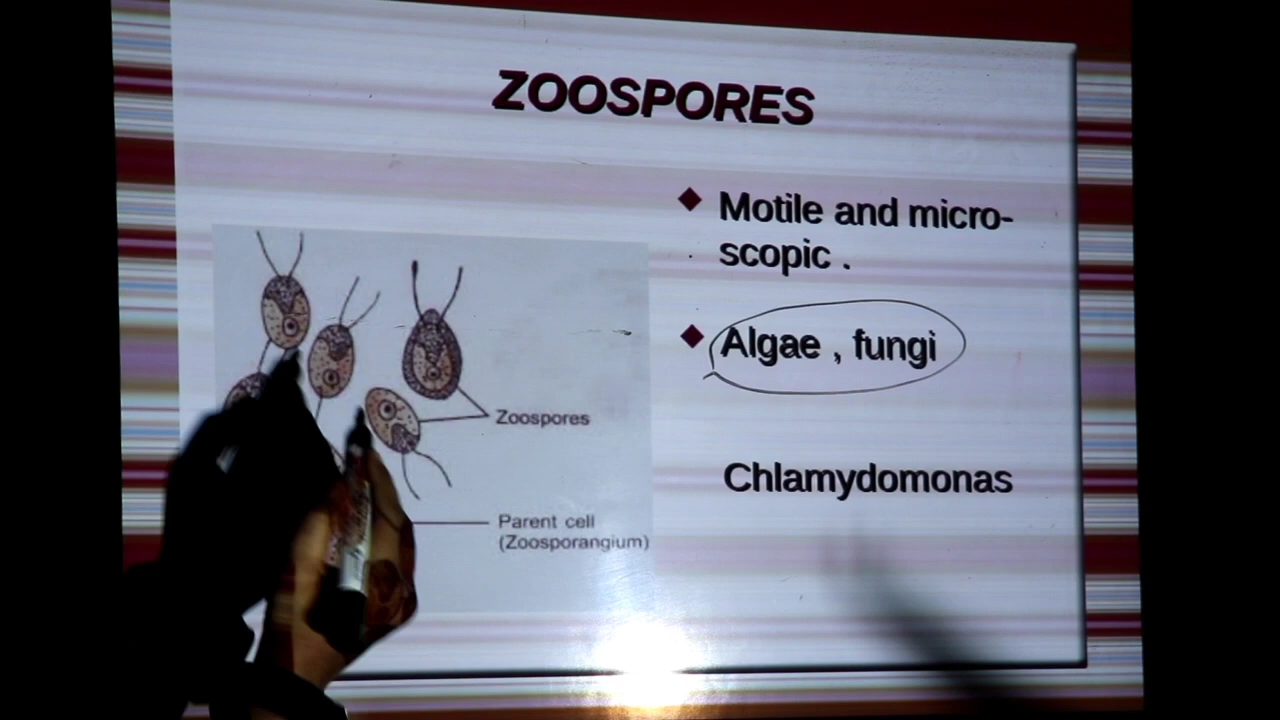 ZOOSPORES
Motile and micro-
scopic .
Algae , fungi
Chlamydomonas
Zoospores
Parent cell
(Zoosporangium)